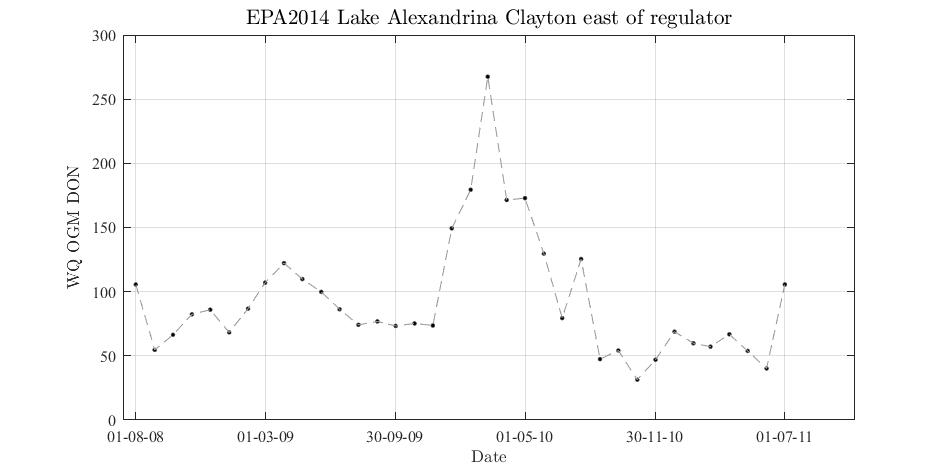 EPA2014 Lake Alexandrina Clayton east of regulator
300
250
200
150
100
50
0
WQ OGM DON
01-08-08 01-03-09 30-09-09 01-05-10 30-11-10 01-07-11
Date